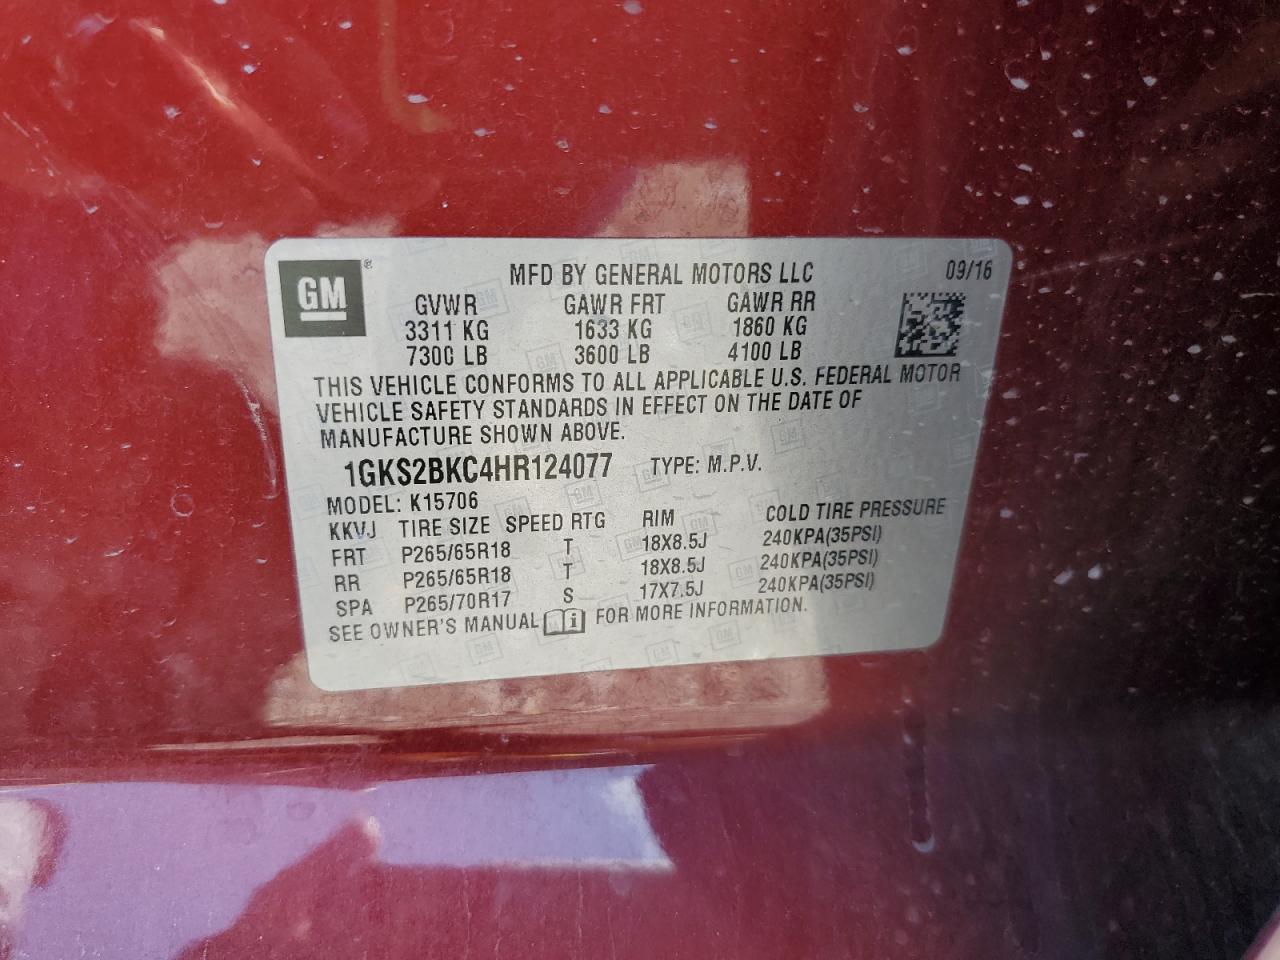 GM ® MFD BY GENERAL MOTORS LLC 09/16
GVWR GAWR FRT GAWR RR
3311 KG 1633 KG 1860 KG
7300 LB 3600 LB 4100 LB
THIS VEHICLE CONFORMS TO ALL APPLICABLE U.S. FEDERAL MOTOR
VEHICLE SAFETY STANDARDS IN EFFECT ON THE DATE OF
MANUFACTURE SHOWN ABOVE.
1GKS2BKC4HR124077 TYPE: M.P.V.
MODEL: K15706
KKVJ TIRE SIZE SPEED RTG RIM COLD TIRE PRESSURE
FRT P265/65R18 T 18X8.5J 240KPA(35PSI)
RR P265/65R18 T 18X8.5J 240KPA(35PSI)
SPA P265/70R17 S 17X7.5J 240KPA(35PSI)
SEE OWNER'S MANUAL i FOR MORE INFORMATION.